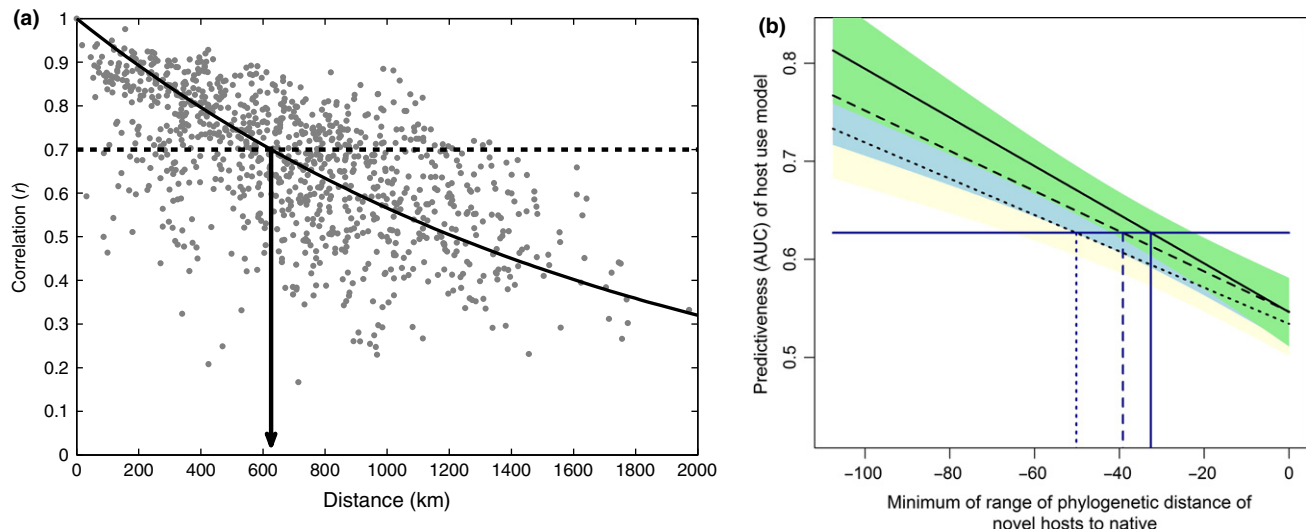 (a)
Correlation (r)
1
0.9
0.8
0.7
0.6
0.5
0.4
0.3
0.2
0.1
0
0 200 400 600 800 1000 1200 1400 1600 1800 2000
Distance (km)
(b)
Predictiveness (AUC) of host use model
0.8
0.7
0.6
0.5
−100 −80 −60 −40 −20 0
Minimum of range of phylogenetic distance of
novel hosts to native